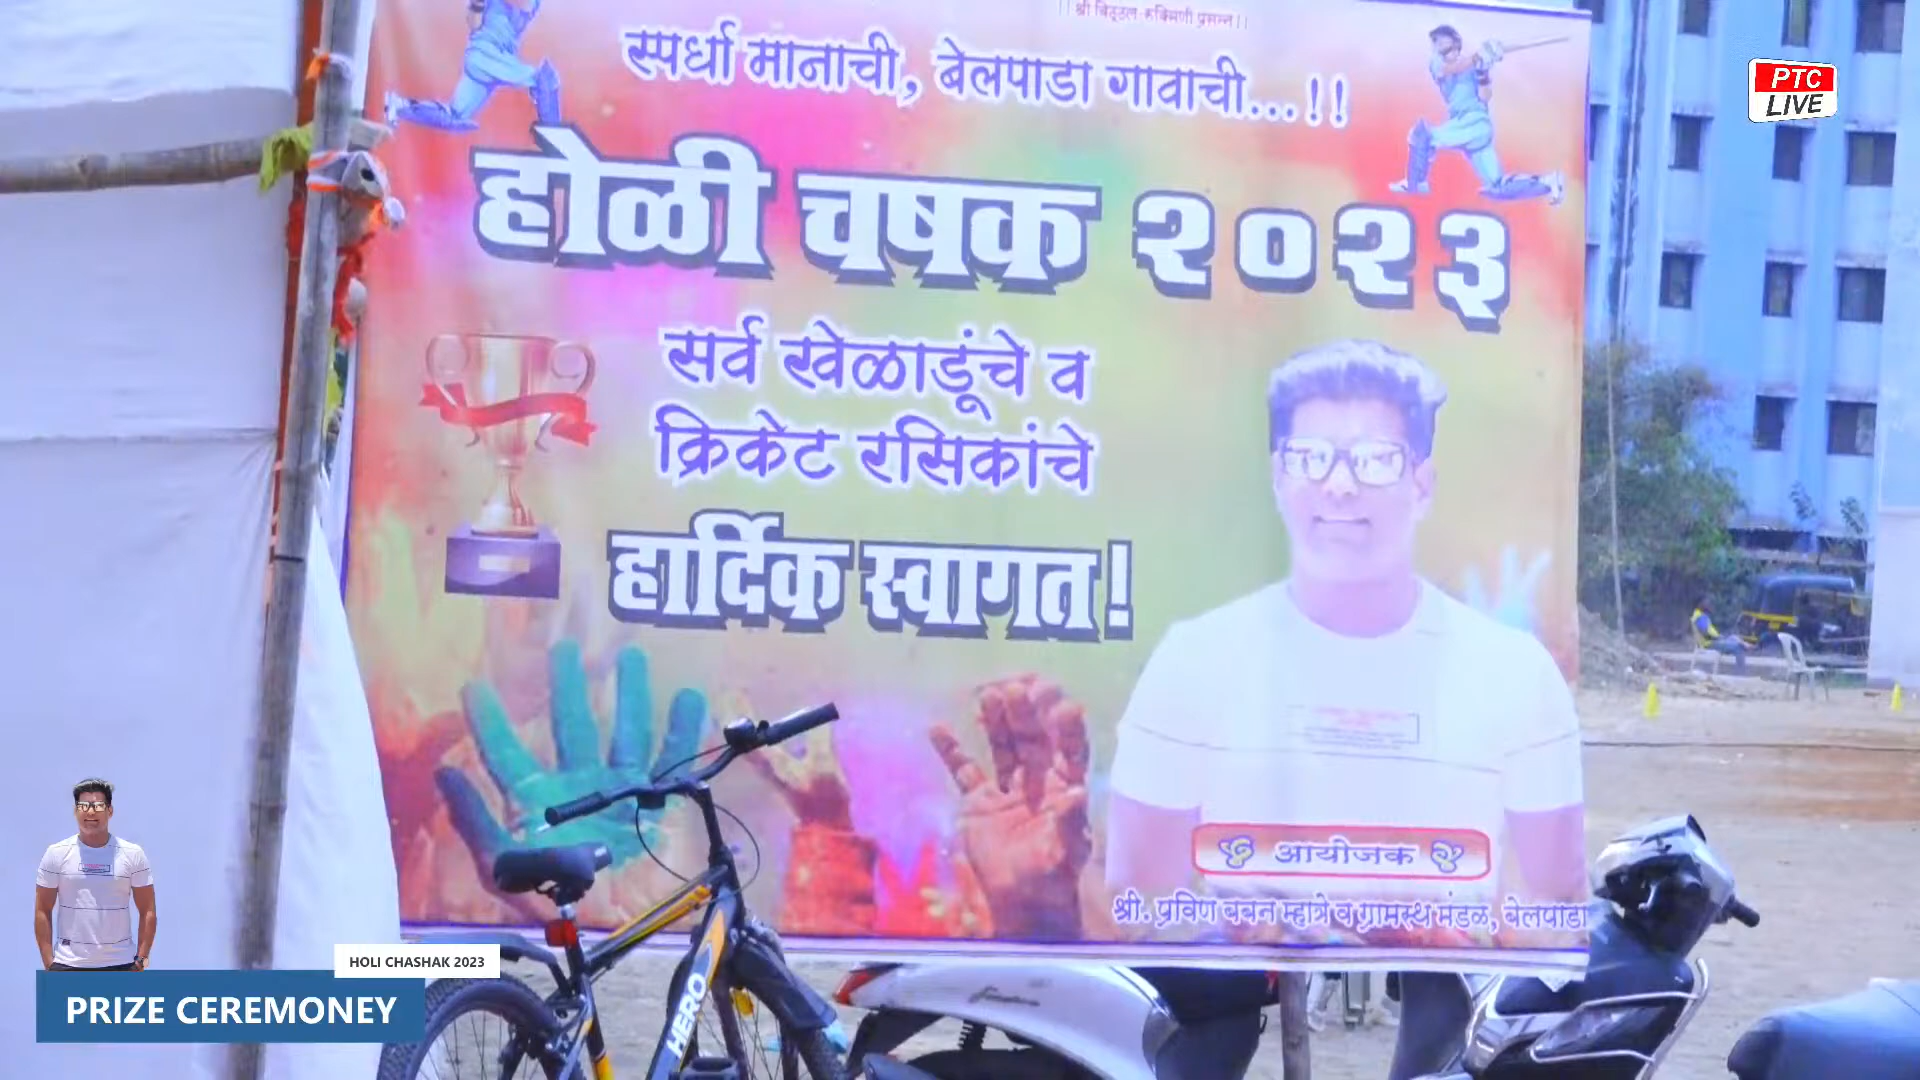 ||श्री विठ्ठल-रुक्मिणी प्रसन्न||
स्पर्धा मानाची, बेलपाडा गावाची...!!
PTC
LIVE
होळी चषक २०२३
सर्व खेळाडूंचे व
क्रिकेट रसिकांचे
हार्दिक स्वागत!
आयोजक
श्री. प्रविण बबन म्हात्रे व ग्रामस्थ मंडळ, बेलपाडा
HERO
HOLI CHASHAK 2023
PRIZE CEREMONEY